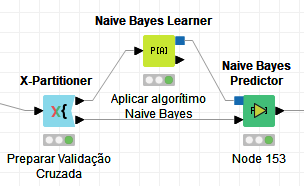 Naive Bayes Learner
P[A]
X-Partitioner
X{
Aplicar algorítimo
Naive Bayes
Naive Bayes
Predictor
Preparar Validação
Cruzada
Node 153